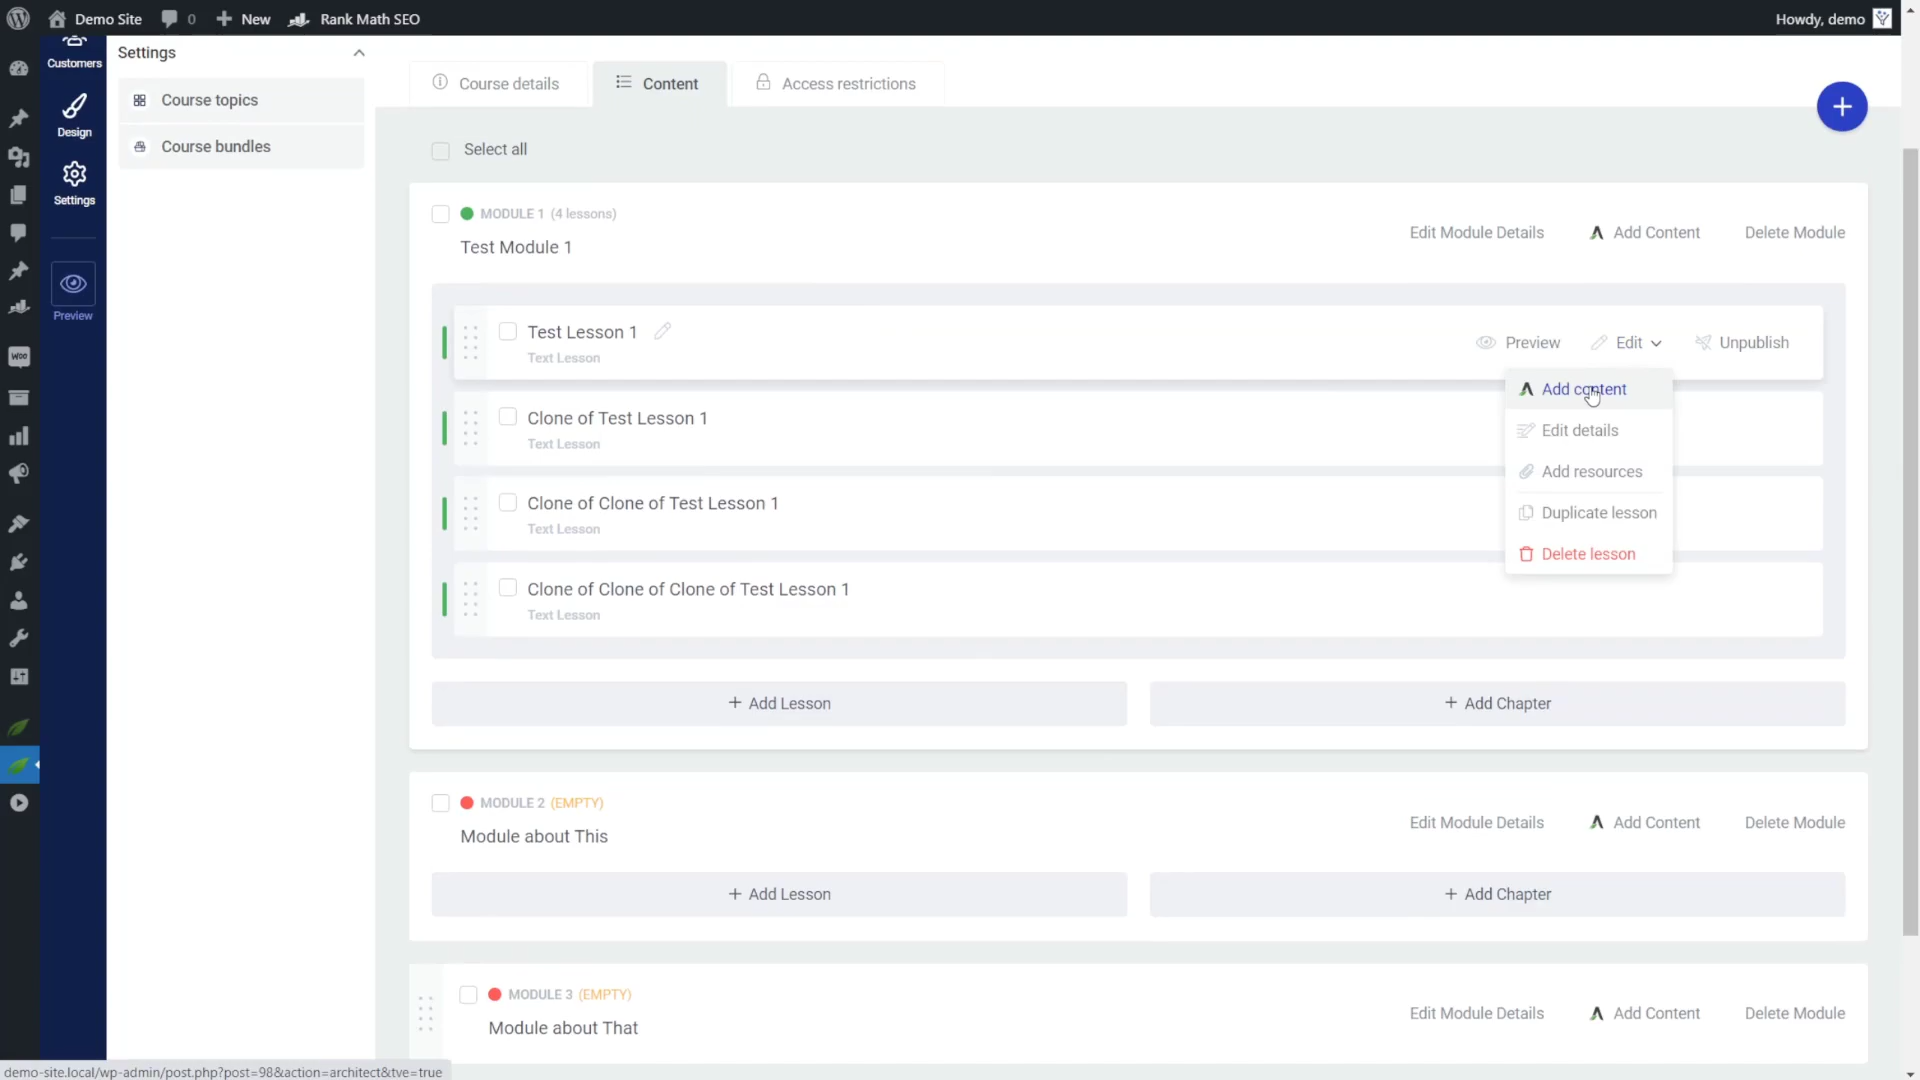 Demo Site
0
New
Rank Math SEO
Howdy, demo
Customers
Design
Settings
Preview
Settings
Course topics
Course bundles
Course details
Content
Access restrictions
+
Select all
MODULE 1 (4 lessons)
Test Module 1
Edit Module Details
Add Content
Delete Module
Test Lesson 1
Text Lesson
Preview
Edit
Unpublish
Add content
Edit details
Add resources
Duplicate lesson
Delete lesson
Clone of Test Lesson 1
Text Lesson
Clone of Clone of Test Lesson 1
Text Lesson
Clone of Clone of Clone of Test Lesson 1
Text Lesson
+ Add Lesson
+ Add Chapter
MODULE 2 (EMPTY)
Module about This
Edit Module Details
Add Content
Delete Module
+ Add Lesson
+ Add Chapter
MODULE 3 (EMPTY)
Module about That
Edit Module Details
Add Content
Delete Module
demo-site.local/wp-admin/post.php?post=98&action=architect&tve=true